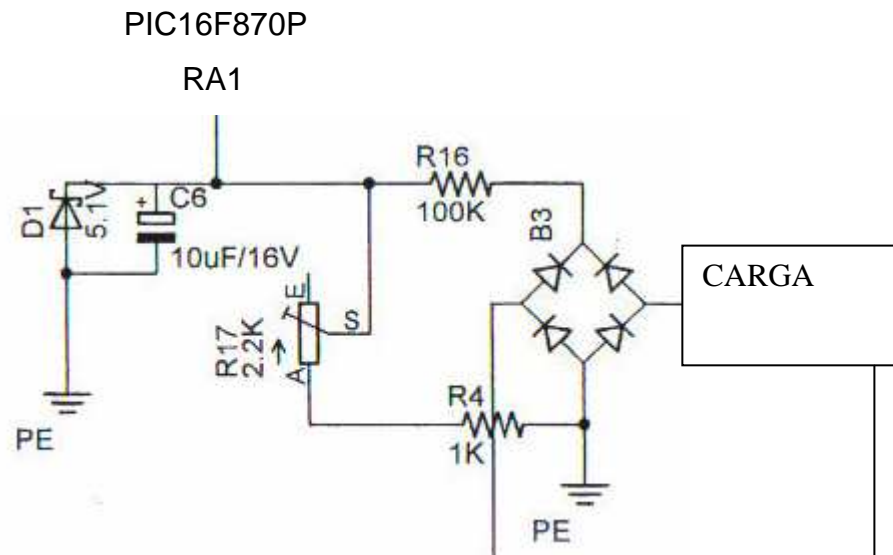 PIC16F870P
RA1
R16
100K
D1
5.1V
+
C6
10uF/16V
B3
CARGA
E
S
R17
2.2K
A
R4
1K
PE
PE